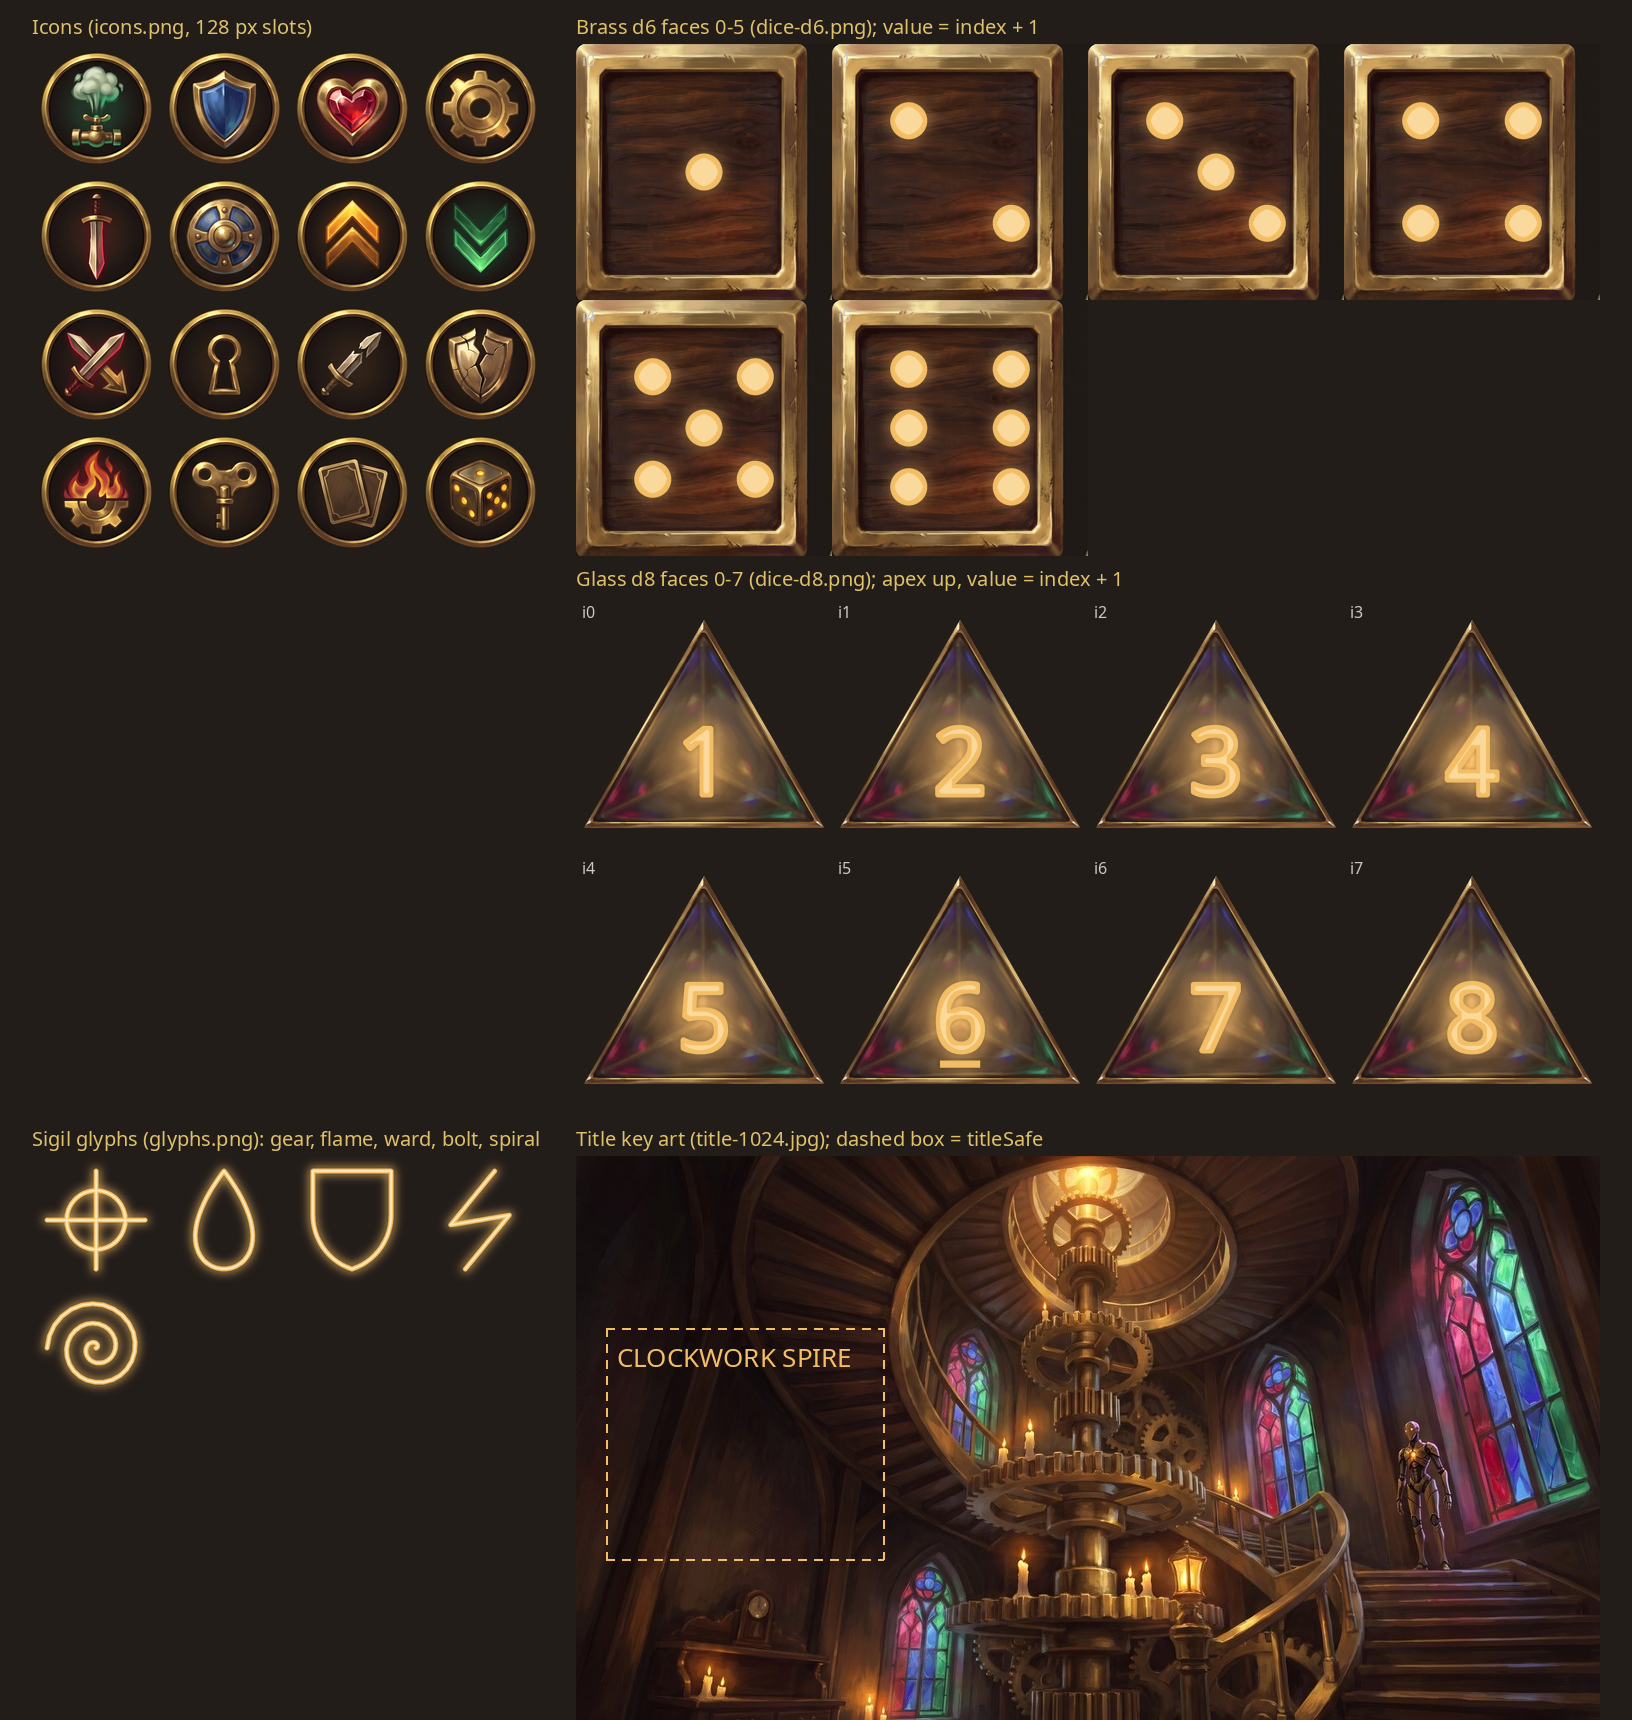 Icons (icons.png, 128 px slots)
Brass d6 faces 0-5 (dice-d6.png); value = index + 1
Glass d8 faces 0-7 (dice-d8.png); apex up, value = index + 1
i0 i1 i2 i3
1 2 3 4
i4 i5 i6 i7
5 6 7 8
Sigil glyphs (glyphs.png): gear, flame, ward, bolt, spiral
Title key art (title-1024.jpg); dashed box = titleSafe
CLOCKWORK SPIRE